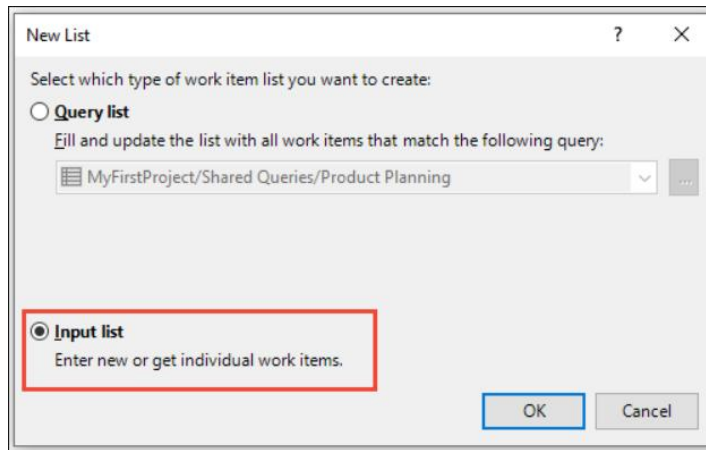 New List
Select which type of work item list you want to create:
Query list
Fill and update the list with all work items that match the following query:
MyFirstProject/Shared Queries/Product Planning
...
Input list
Enter new or get individual work items.
OK Cancel